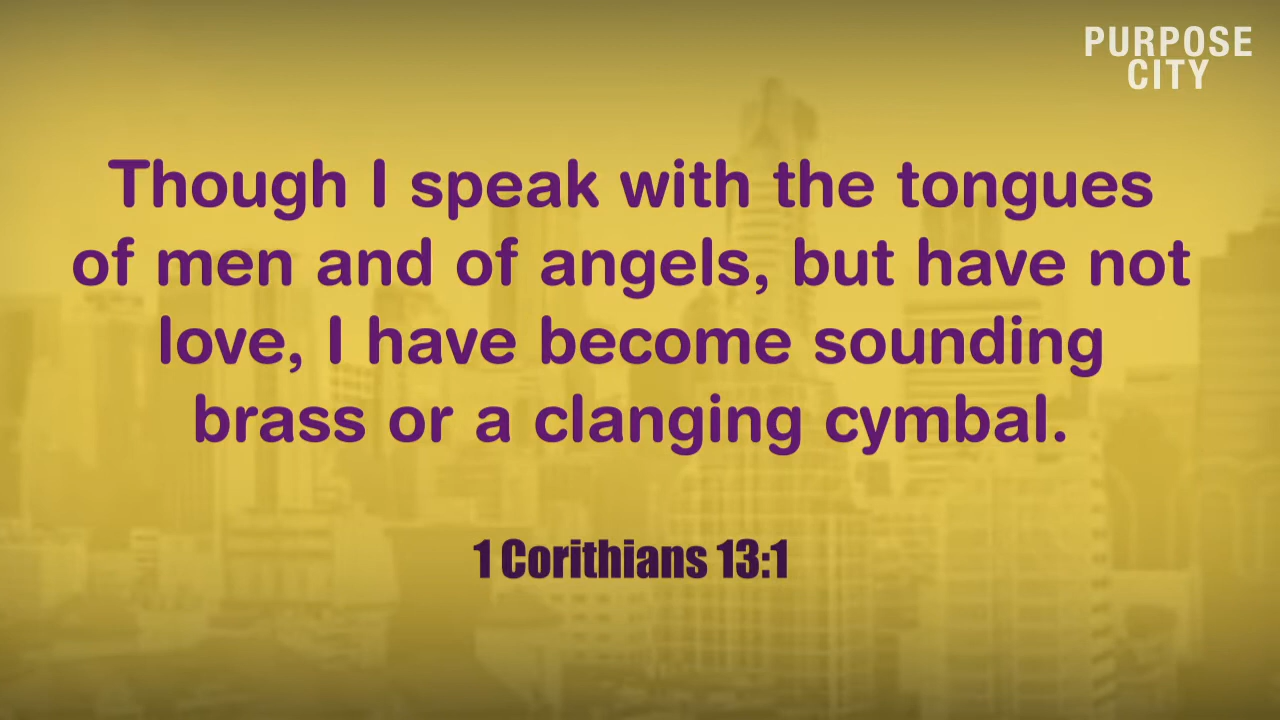 PURPOSE
CITY
Though I speak with the tongues
of men and of angels, but have not
love, I have become sounding
brass or a clanging cymbal.
1 Corithians 13:1